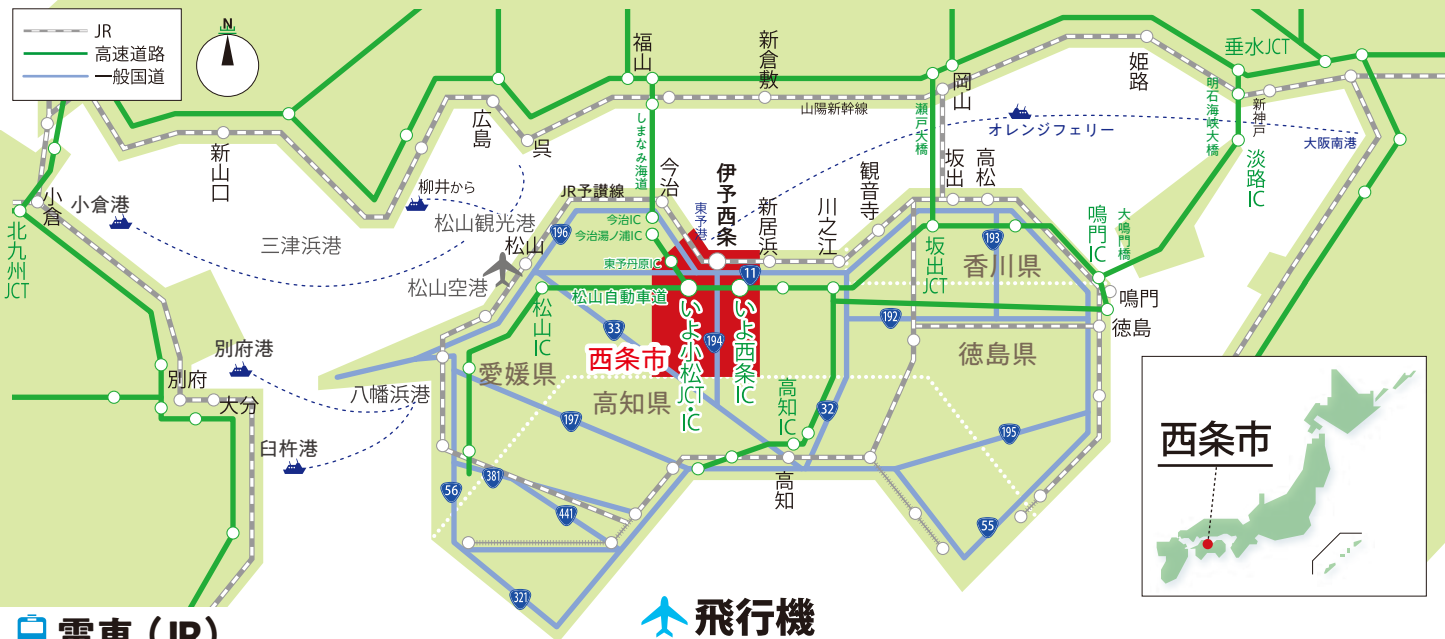 JR
高速道路
一般国道
N
福山
新倉敷
姫路
垂水JCT
岡山
山陽新幹線
広島
呉
新山口
しまなみ海道
瀬戸大橋
オレンジフェリー
明石海峡大橋
新神戸
大阪南港
淡路IC
小倉
小倉港
北九州JCT
柳井から
松山観光港
三津浜港
JR予讃線
今治
伊予西条
東予港
新居浜
川之江
観音寺
坂出
高松
鳴門IC
大鳴門橋
196
今治IC
今治湯ノ浦IC
東予丹原IC
松山
松山空港
11
193
香川県
坂出JCT
鳴門
徳島
松山自動車道
松山IC
いよ小松JCT・IC
いよ西条IC
33
194
192
西条市
愛媛県
高知県
徳島県
別府港
別府
大分
八幡浜港
臼杵港
197
高知IC
32
195
高知
381
56
441
55
321
西条市
電車（JR）
飛行機